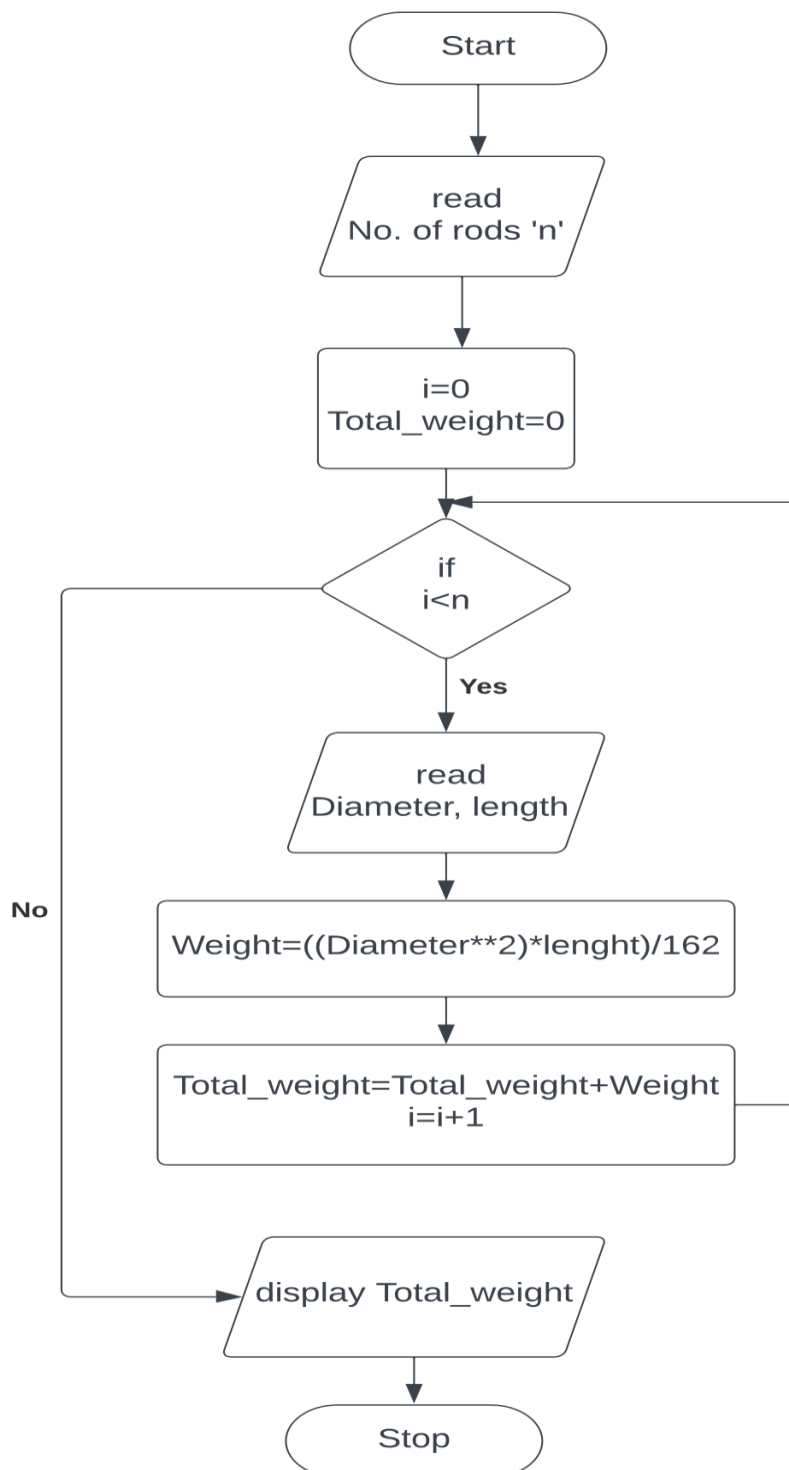 Start
read
No. of rods 'n'
i=0
Total_weight=0
if
i<n
Yes
read
Diameter, length
No
Weight=((Diameter**2)*lenght)/162
Total_weight=Total_weight+Weight
i=i+1
display Total_weight
Stop